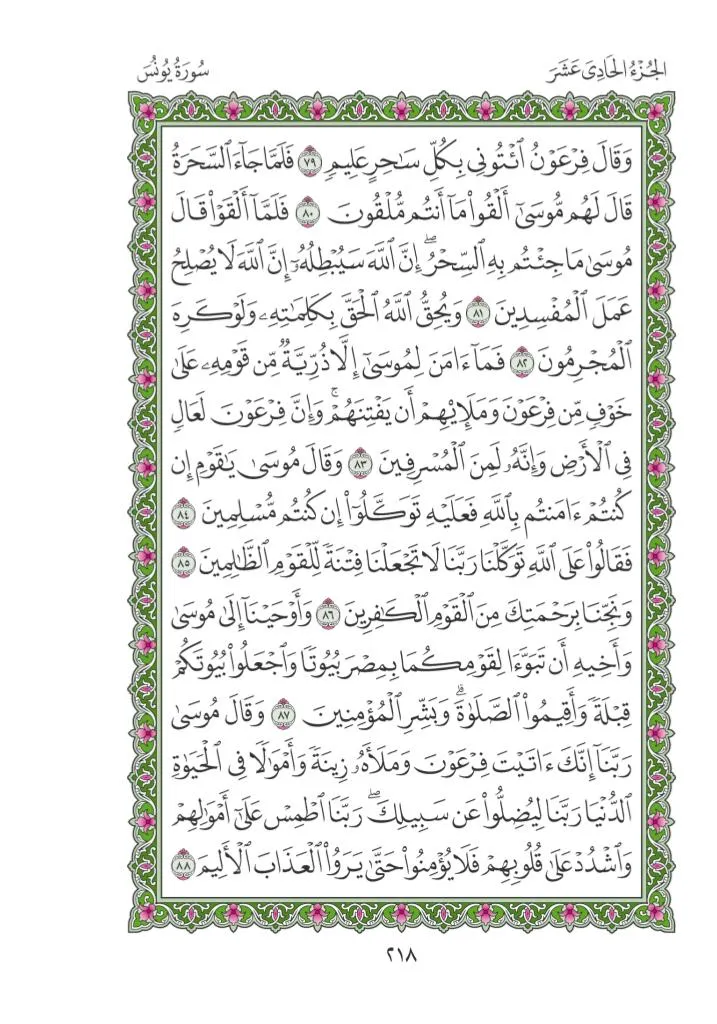 الجُزْءُ الحَادِىَ عَشَرَ
سُورَةُ يُونُسَ
وَقَالَ فِرْعَوْنُ ٱئْتُونِى بِكُلِّ سَـٰحِرٍ عَلِيمٍ ٧٩ فَلَمَّا جَآءَ ٱلسَّحَرَةُ
قَالَ لَهُم مُّوسَىٰٓ أَلْقُوا۟ مَآ أَنتُم مُّلْقُونَ ٨٠ فَلَمَّآ أَلْقَوْا۟ قَالَ
مُوسَىٰ مَا جِئْتُم بِهِ ٱلسِّحْرُ ۖ إِنَّ ٱللَّهَ سَيُبْطِلُهُۥٓ إِنَّ ٱللَّهَ لَا يُصْلِحُ
عَمَلَ ٱلْمُفْسِدِينَ ٨١ وَيُحِقُّ ٱللَّهُ ٱلْحَقَّ بِكَلِمَـٰتِهِۦ وَلَوْ كَرِهَ
ٱلْمُجْرِمُونَ ٨٢ فَمَآ ءَامَنَ لِمُوسَىٰٓ إِلَّا ذُرِّيَّةٌ مِّن قَوْمِهِۦ عَلَىٰ
خَوْفٍ مِّن فِرْعَوْنَ وَمَلَإِي۟هِمْ أَن يَفْتِنَهُمْ ۚ وَإِنَّ فِرْعَوْنَ لَعَالٍ
فِى ٱلْأَرْضِ وَإِنَّهُۥ لَمِنَ ٱلْمُسْرِفِينَ ٨٣ وَقَالَ مُوسَىٰ يَـٰقَوْمِ إِن
كُنتُمْ ءَامَنتُم بِٱللَّهِ فَعَلَيْهِ تَوَكَّلُوٓا۟ إِن كُنتُم مُّسْلِمِينَ ٨٤
فَقَالُوا۟ عَلَى ٱللَّهِ تَوَكَّلْنَا رَبَّنَا لَا تَجْعَلْنَا فِتْنَةً لِّلْقَوْمِ ٱلظَّـٰلِمِينَ ٨٥
وَنَجِّنَا بِرَحْمَتِكَ مِنَ ٱلْقَوْمِ ٱلْكَـٰفِرِينَ ٨٦ وَأَوْحَيْنَآ إِلَىٰ مُوسَىٰ
وَأَخِيهِ أَن تَبَوَّءَا لِقَوْمِكُمَا بِمِصْرَ بُيُوتًا وَٱجْعَلُوا۟ بُيُوتَكُمْ
قِبْلَةً وَأَقِيمُوا۟ ٱلصَّلَوٰةَ ۗ وَبَشِّرِ ٱلْمُؤْمِنِينَ ٨٧ وَقَالَ مُوسَىٰ
رَبَّنَآ إِنَّكَ ءَاتَيْتَ فِرْعَوْنَ وَمَلَأَهُۥ زِينَةً وَأَمْوَٰلًا فِى ٱلْحَيَوٰةِ
ٱلدُّنْيَا رَبَّنَا لِيُضِلُّوا۟ عَن سَبِيلِكَ ۖ رَبَّنَا ٱطْمِسْ عَلَىٰٓ أَمْوَٰلِهِمْ
وَٱشْدُدْ عَلَىٰ قُلُوبِهِمْ فَلَا يُؤْمِنُوا۟ حَتَّىٰ يَرَوُا۟ ٱلْعَذَابَ ٱلْأَلِيمَ ٨٨
٢١٨